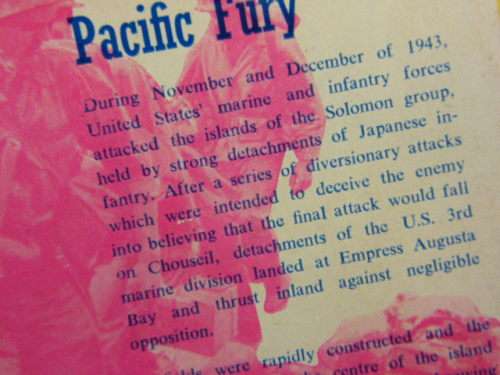 Pacific Fury
During November and December of 1943,
United States' marine and infantry forces
attacked the islands of the Solomon group,
held by strong detachments of Japanese in-
fantry. After a series of diversionary attacks
which were intended to deceive the enemy
into believing that the final attack would fall
on Chouseil, detachments of the U.S. 3rd
marine division landed at Empress Augusta
Bay and thrust inland against negligible
opposition.
were rapidly constructed and the
centre of the island